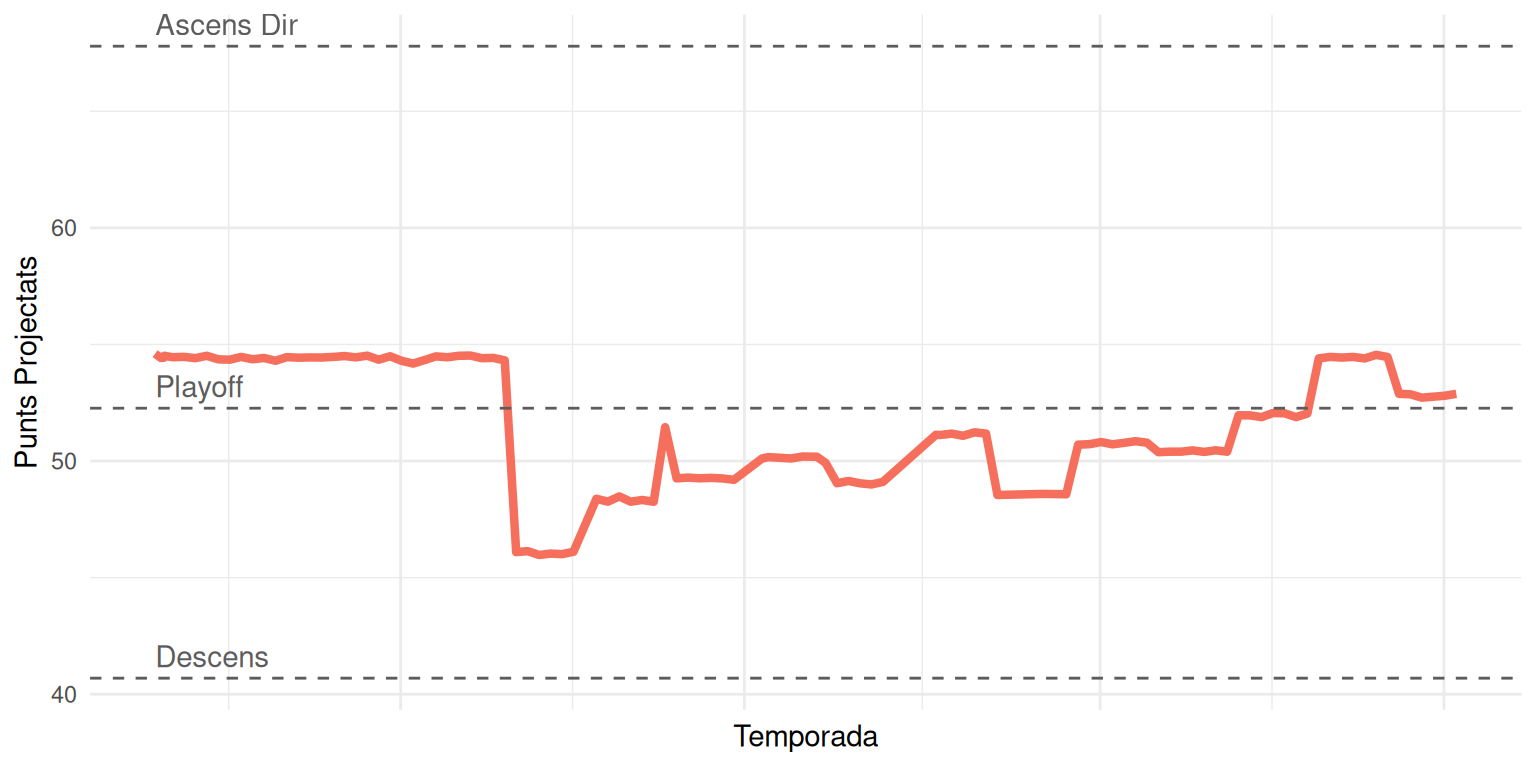 Ascens Dir
60
Punts Projectats
Playoff
50
Descens
40
Temporada